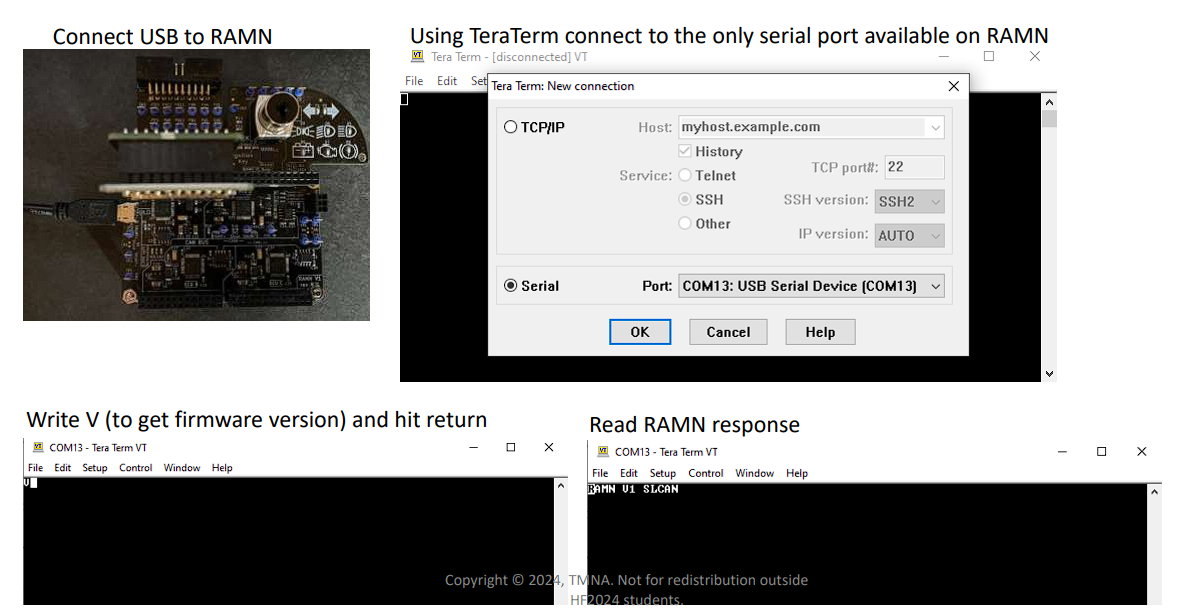 Connect USB to RAMN
Using TeraTerm connect to the only serial port available on RAMN
Tera Term - [disconnected] VT
File Edit Set
Tera Term: New connection
TCP/IP
Host: myhost.example.com
History
Service: Telnet
TCP port#: 22
SSH
SSH version: SSH2
Other
IP version: AUTO
Serial
Port: COM13: USB Serial Device (COM13)
OK Cancel Help
CAN BUS
Write V (to get firmware version) and hit return
COM13 - Tera Term VT
File Edit Setup Control Window Help
V
Read RAMN response
COM13 - Tera Term VT
File Edit Setup Control Window Help
RAMN V1 SLCAN
Copyright © 2024, TMNA. Not for redistribution outside
HF2024 students.